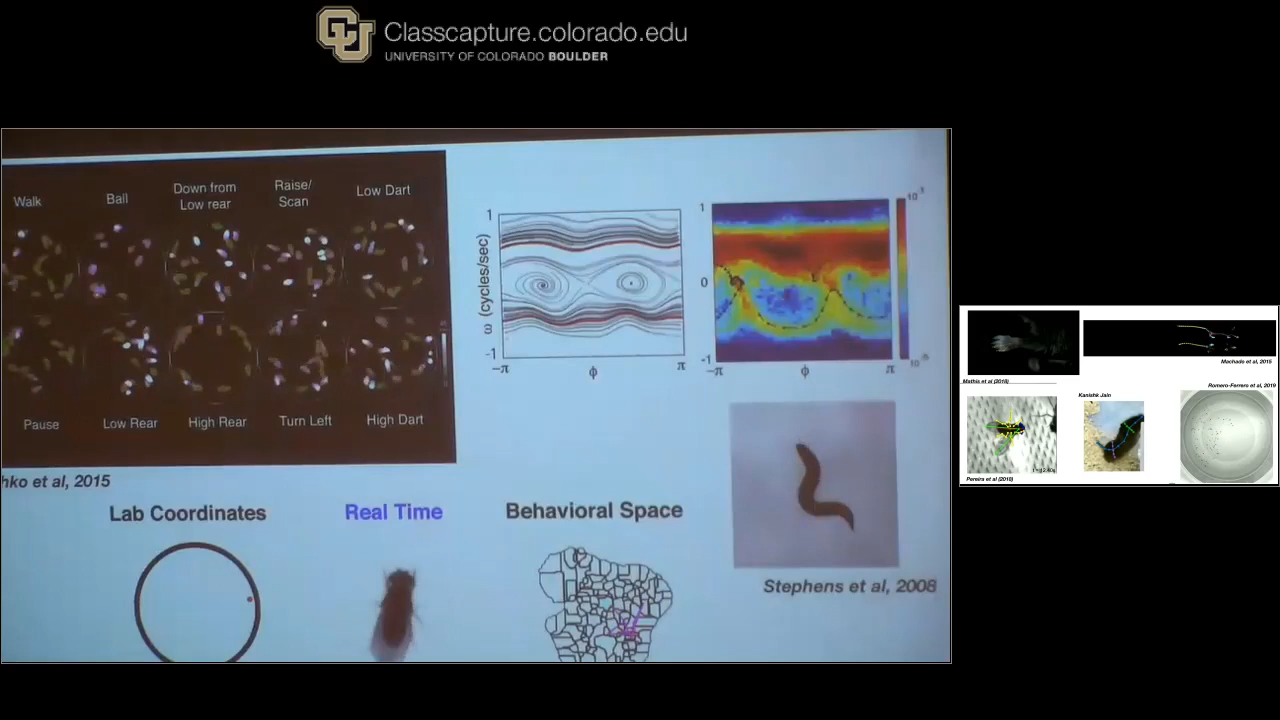 Classcapture.colorado.edu
UNIVERSITY OF COLORADO BOULDER
Walk
Ball
Down from
Low rear
Raise/
Scan
Low Dart
Pause
Low Rear
High Rear
Turn Left
High Dart
hko et al, 2015
1
ω (cycles/sec)
-1
-π
ϕ
π
1
0
-1
-π
ϕ
π
Stephens et al, 2008
Lab Coordinates
Real Time
Behavioral Space
Machado et al, 2015
Mathis et al (2018)
Romero-Ferrero et al, 2019
Kanishk Jain
Pereira et al (2018)